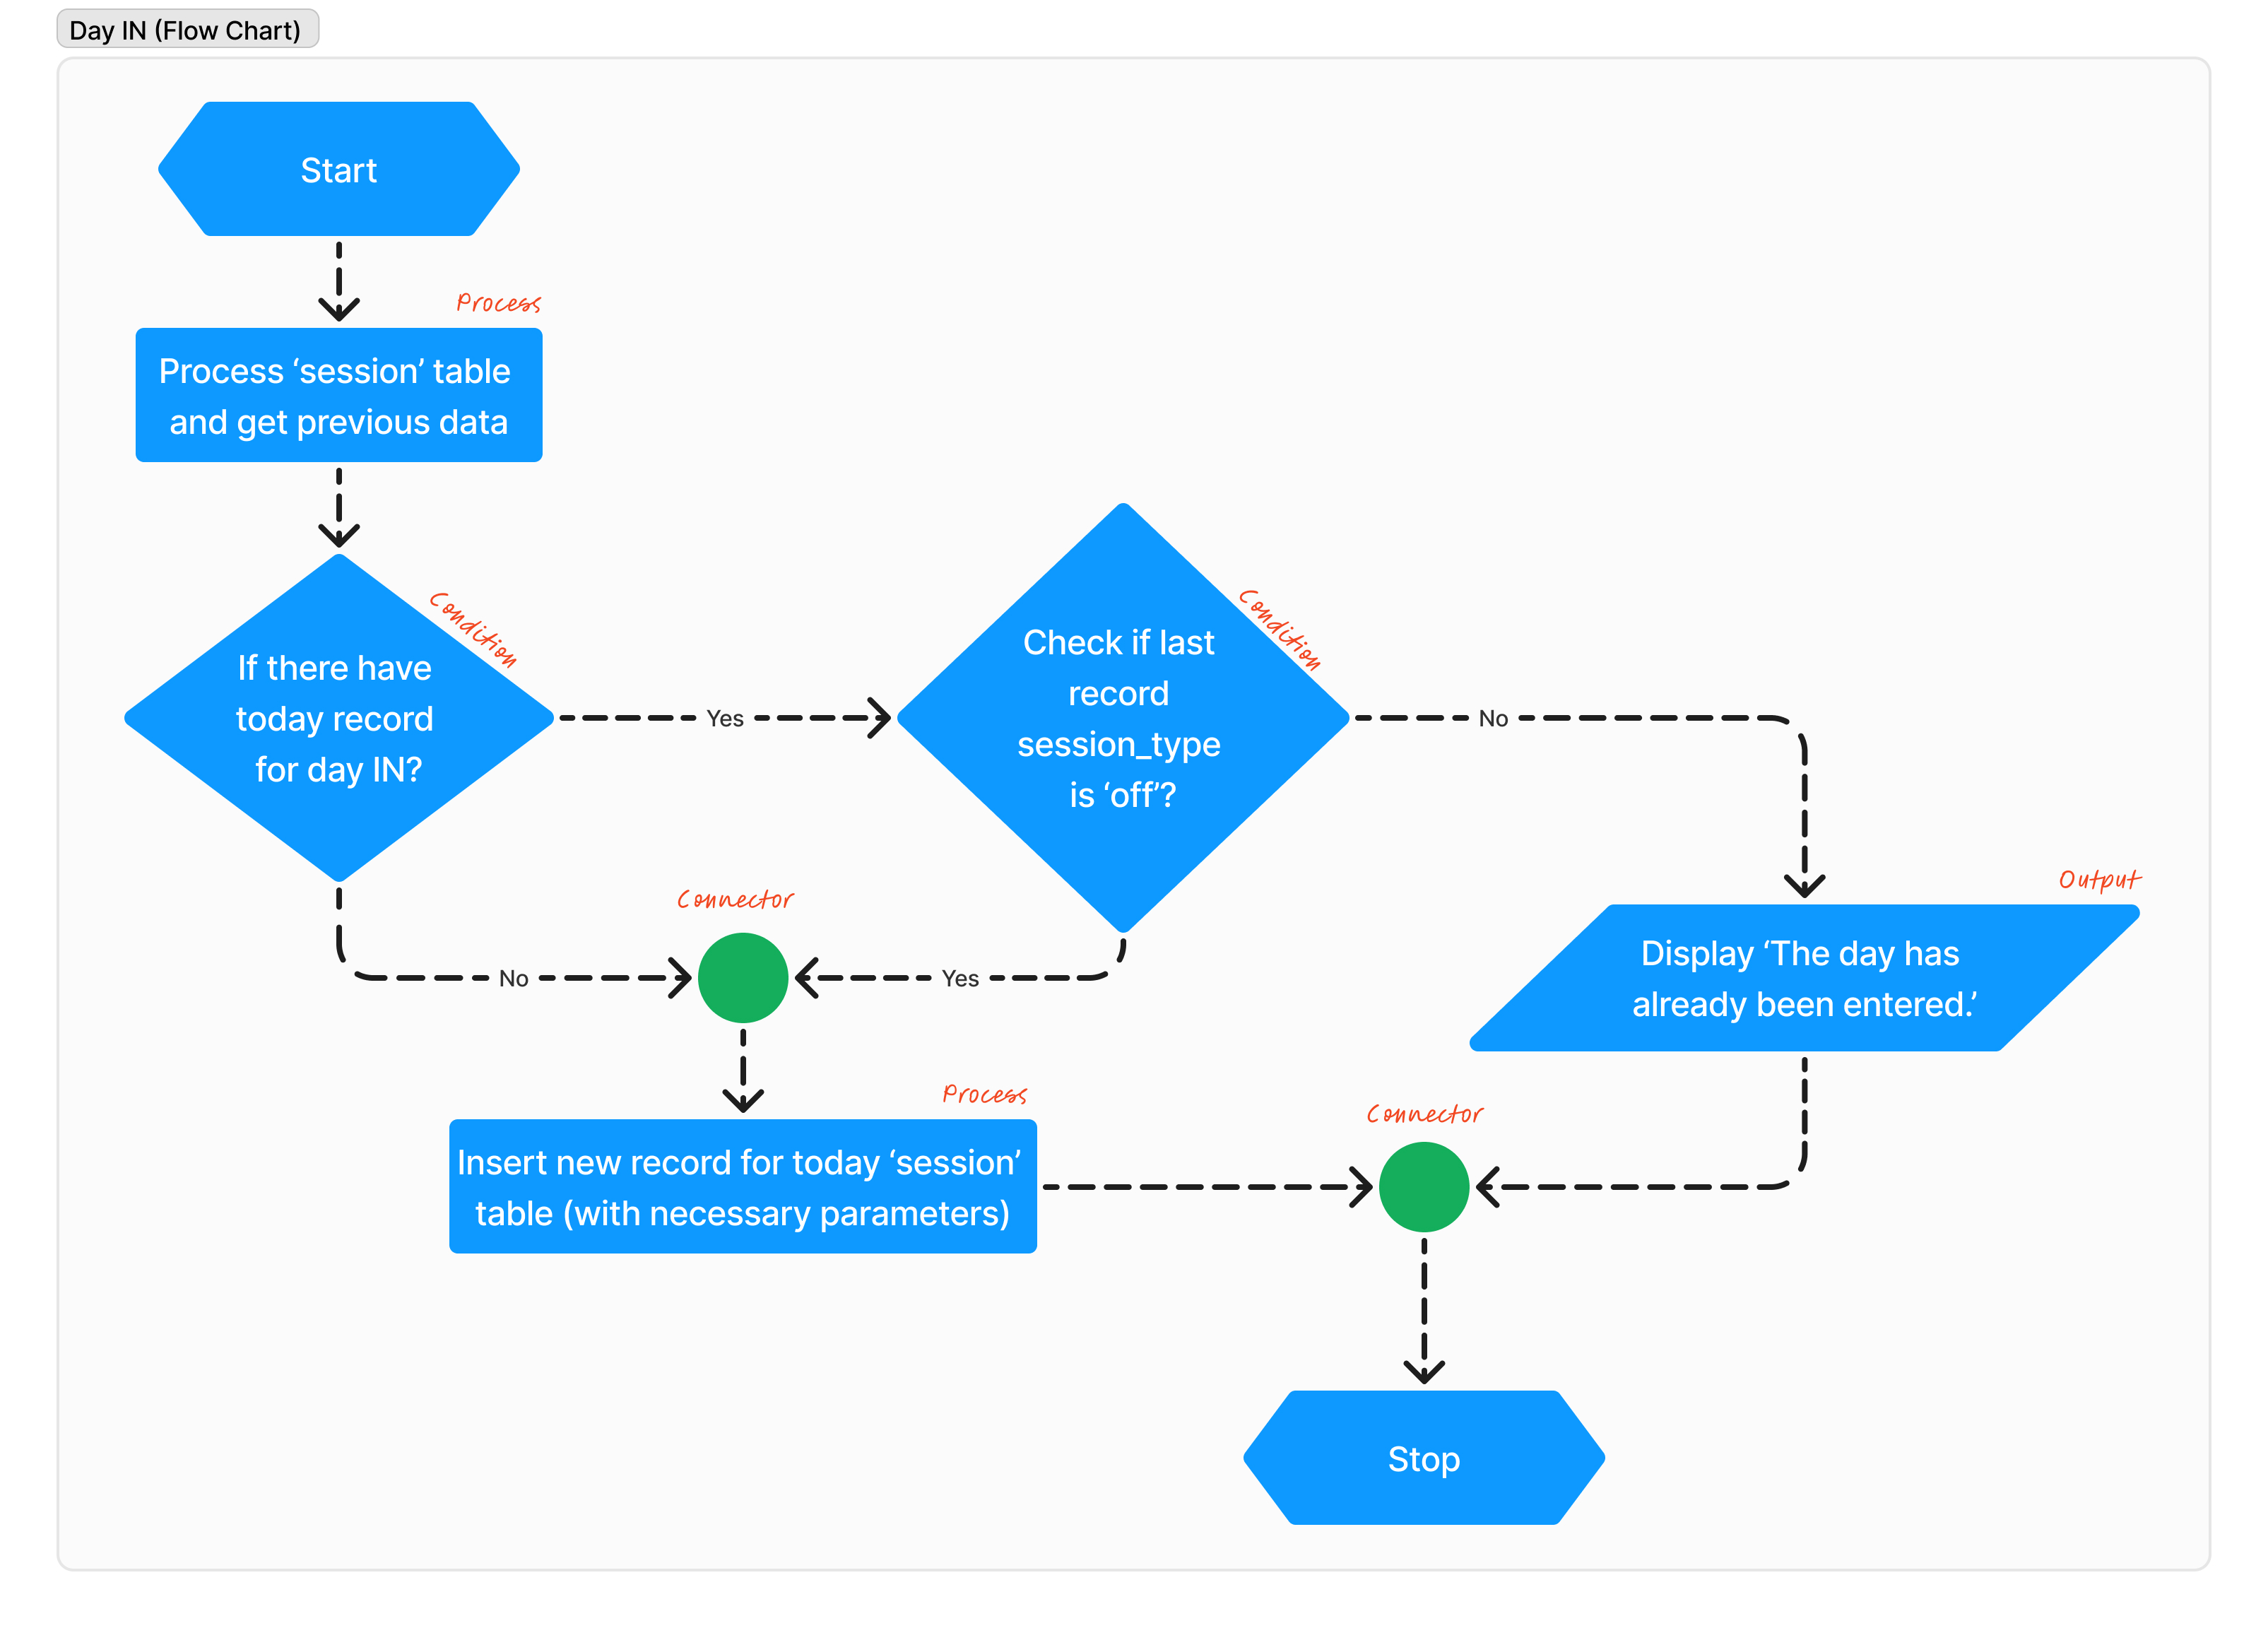 Day IN (Flow Chart)
Start
Process
Process ‘session’ table
and get previous data
Condition
If there have
today record
for day IN?
Yes
Condition
Check if last
record
session_type
is ‘off’?
No
Output
Display ‘The day has
already been entered.’
Connector
No
Yes
Process
Insert new record for today ‘session’
table (with necessary parameters)
Connector
Stop